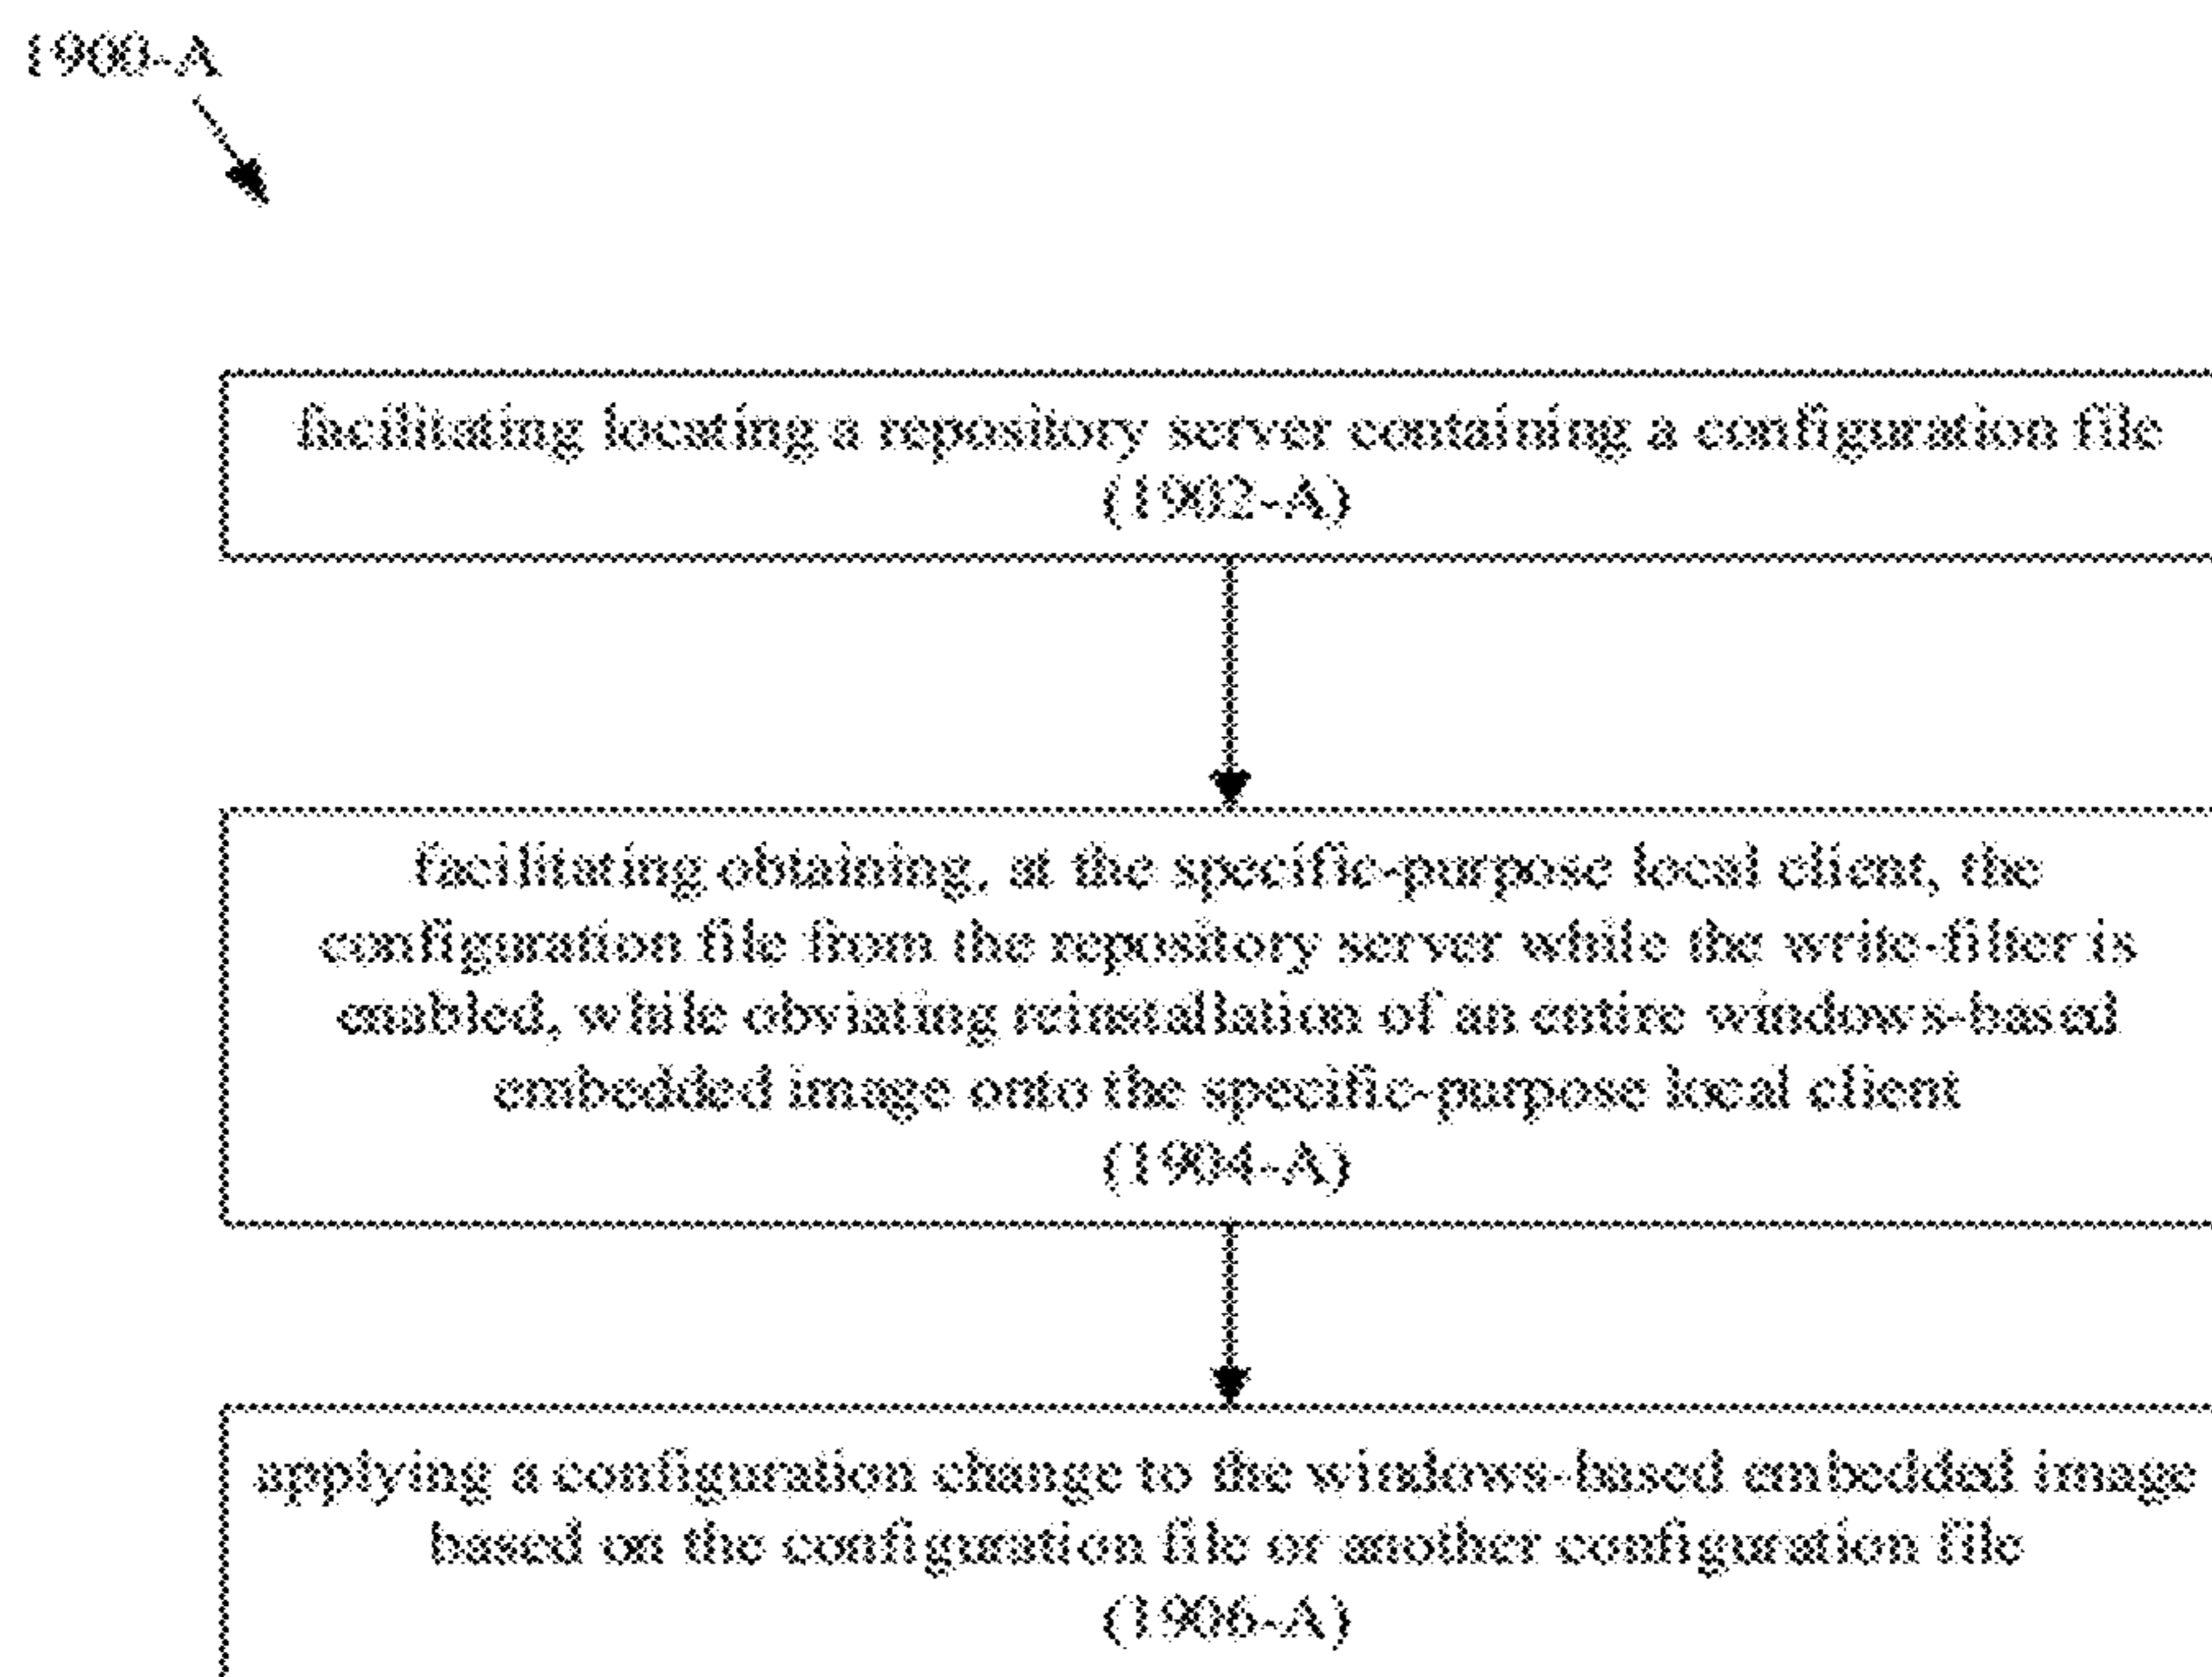 1900-A
facilitating locating a repository server containing a configuration file
(1902-A)
facilitating obtaining, at the specific-purpose local client, the
configuration file from the repository server while the write-filter is
enabled, while obviating reinstallation of an entire windows-based
embedded image onto the specific-purpose local client
(1904-A)
applying a configuration change to the windows-based embedded image
based on the configuration file or another configuration file
(1906-A)